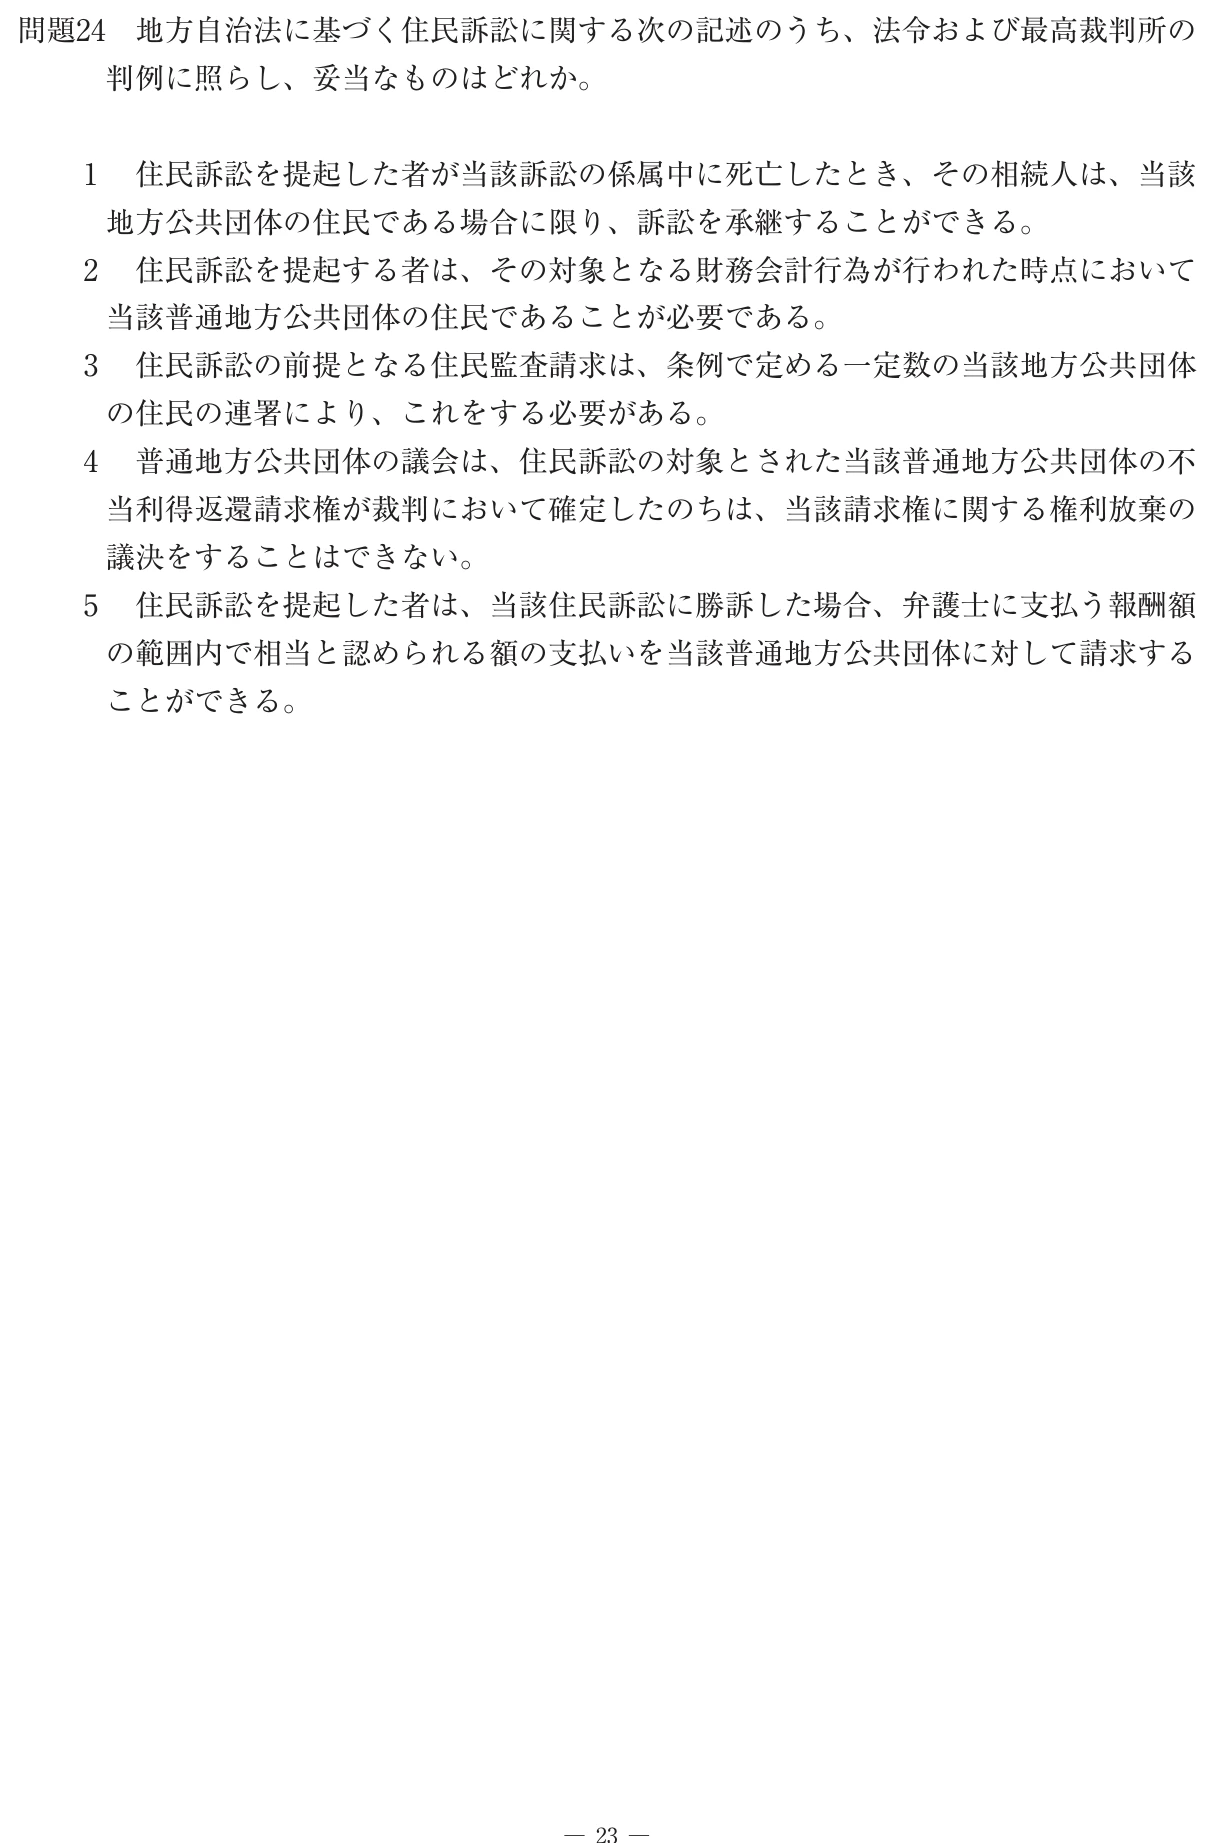 問題24　地方自治法に基づく住民訴訟に関する次の記述のうち、法令および最高裁判所の
判例に照らし、妥当なものはどれか。
1　住民訴訟を提起した者が当該訴訟の係属中に死亡したとき、その相続人は、当該
地方公共団体の住民である場合に限り、訴訟を承継することができる。
2　住民訴訟を提起する者は、その対象となる財務会計行為が行われた時点において
当該普通地方公共団体の住民であることが必要である。
3　住民訴訟の前提となる住民監査請求は、条例で定める一定数の当該地方公共団体
の住民の連署により、これをする必要がある。
4　普通地方公共団体の議会は、住民訴訟の対象とされた当該普通地方公共団体の不
当利得返還請求権が裁判において確定したのちは、当該請求権に関する権利放棄の
議決をすることはできない。
5　住民訴訟を提起した者は、当該住民訴訟に勝訴した場合、弁護士に支払う報酬額
の範囲内で相当と認められる額の支払いを当該普通地方公共団体に対して請求する
ことができる。
— 23 —